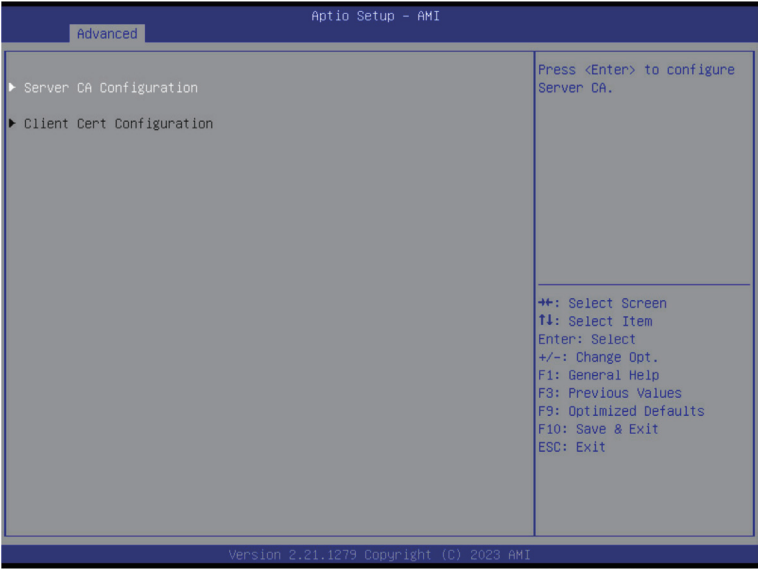 Aptio Setup – AMI
Advanced
▶ Server CA Configuration
▶ Client Cert Configuration
Press <Enter> to configure
Server CA.
→←: Select Screen
↑↓: Select Item
Enter: Select
+/-: Change Opt.
F1: General Help
F3: Previous Values
F9: Optimized Defaults
F10: Save & Exit
ESC: Exit
Version 2.21.1279 Copyright (C) 2023 AMI